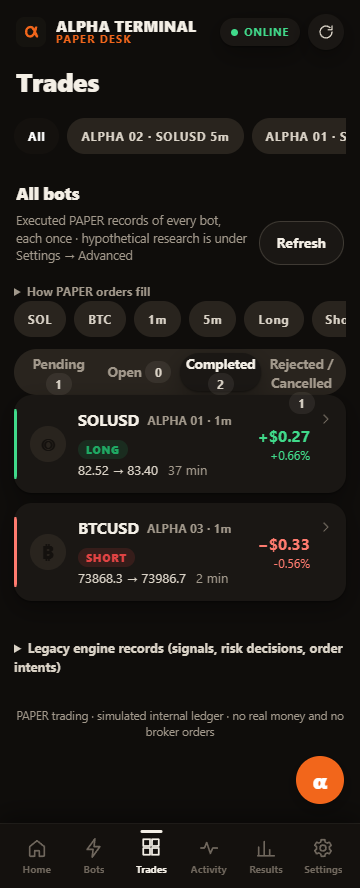 α
ALPHA TERMINAL
PAPER DESK
ONLINE
Trades
All
ALPHA 02 · SOLUSD 5m
ALPHA 01 · S
All bots
Executed PAPER records of every bot,
each once · hypothetical research is under
Settings → Advanced
Refresh
▶ How PAPER orders fill
SOL
BTC
1m
5m
Long
Sho
Pending
1
Open 0
Completed
2
Rejected /
Cancelled
1
SOLUSD ALPHA 01 · 1m
LONG
82.52 → 83.40 37 min
+$0.27
+0.66%
BTCUSD ALPHA 03 · 1m
SHORT
73868.3 → 73986.7 2 min
−$0.33
-0.56%
▶ Legacy engine records (signals, risk decisions, order
intents)
PAPER trading · simulated internal ledger · no real money and no
broker orders
α
Home
Bots
Trades
Activity
Results
Settings